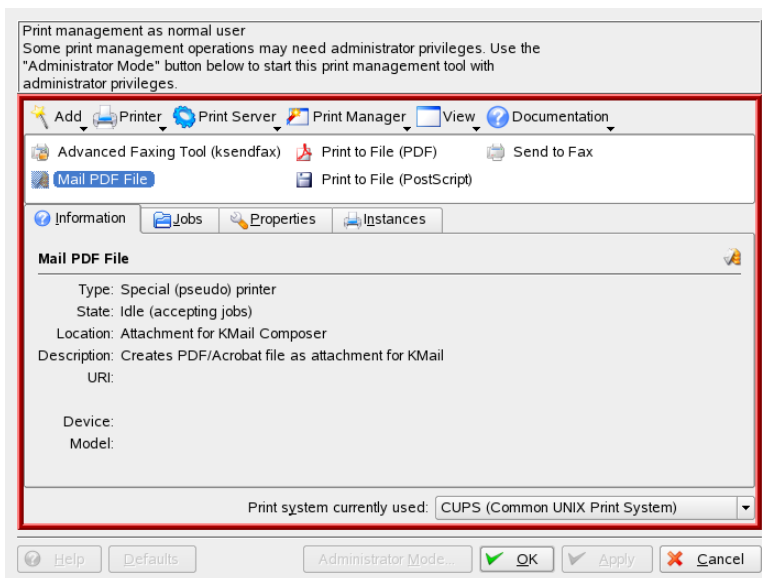 Print management as normal user
Some print management operations may need administrator privileges. Use the
"Administrator Mode" button below to start this print management tool with
administrator privileges.
Add Printer Print Server Print Manager View Documentation
Advanced Faxing Tool (ksendfax) Print to File (PDF) Send to Fax
Mail PDF File Print to File (PostScript)
Information Jobs Properties Instances
Mail PDF File
Type: Special (pseudo) printer
State: Idle (accepting jobs)
Location: Attachment for KMail Composer
Description: Creates PDF/Acrobat file as attachment for KMail
URI:
Device:
Model:
Print system currently used: CUPS (Common UNIX Print System)
Help Defaults Administrator Mode... OK Apply Cancel